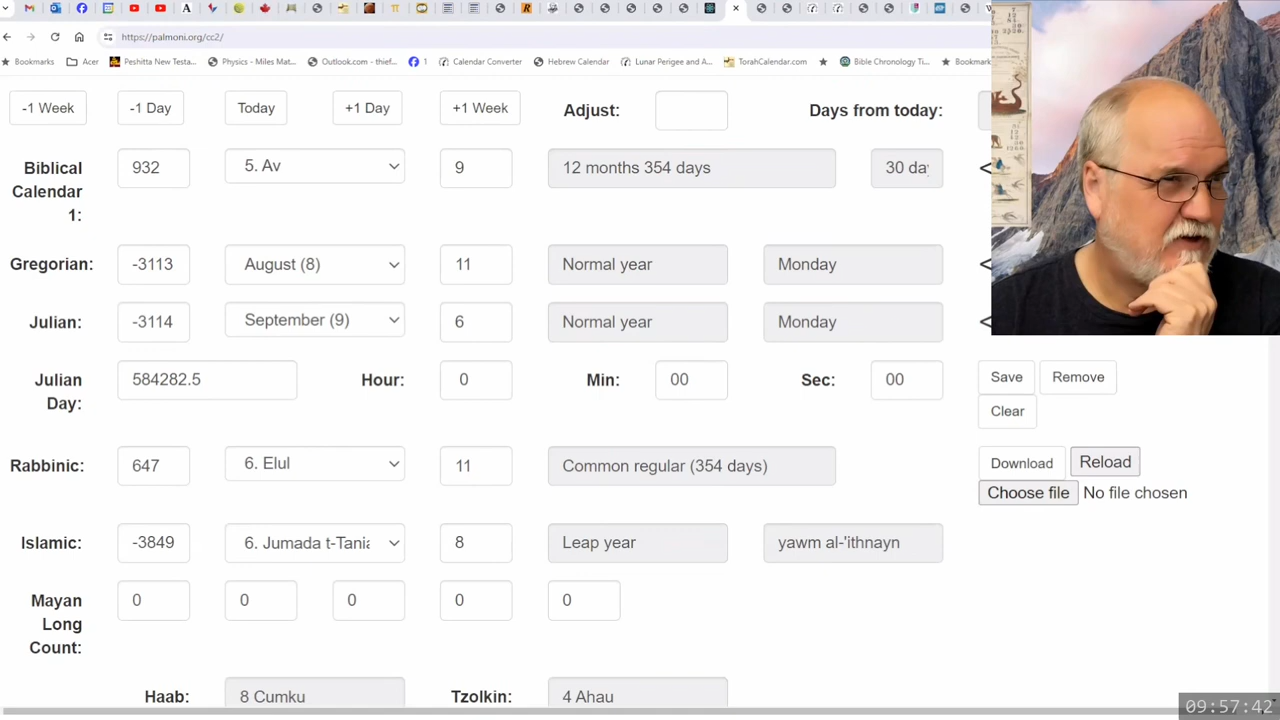 https://palmoni.org/cc2/
Bookmarks Acer Peshitta New Testa... Physics - Miles Mat... Outlook.com - thief... 1 Calendar Converter Hebrew Calendar Lunar Perigee and A... TorahCalendar.com Bible Chronology Ti... Bookmark
-1 Week -1 Day Today +1 Day +1 Week Adjust: Days from today:
Biblical Calendar 1: 932 5. Av 9 12 months 354 days 30 da <
Gregorian: -3113 August (8) 11 Normal year Monday <
Julian: -3114 September (9) 6 Normal year Monday <
Julian Day: 584282.5 Hour: 0 Min: 00 Sec: 00 Save Remove
Clear
Rabbinic: 647 6. Elul 11 Common regular (354 days) Download Reload
Choose file No file chosen
Islamic: -3849 6. Jumada t-Tania 8 Leap year yawm al-'ithnayn
Mayan Long Count: 0 0 0 0 0
Haab: 8 Cumku Tzolkin: 4 Ahau
09:57:42